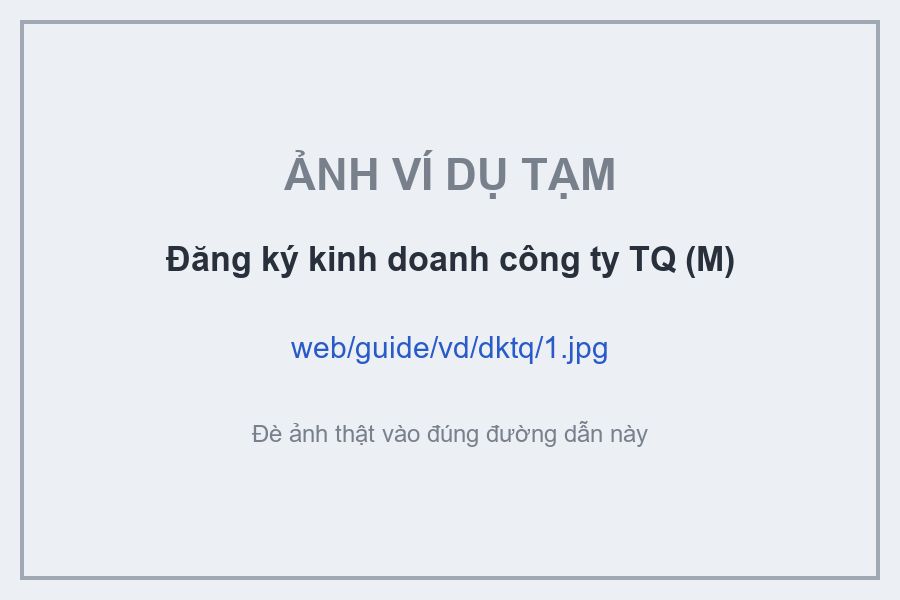 ẢNH VÍ DỤ TẠM
Đăng ký kinh doanh công ty TQ (M)
web/guide/vd/dktq/1.jpg
Đè ảnh thật vào đúng đường dẫn này